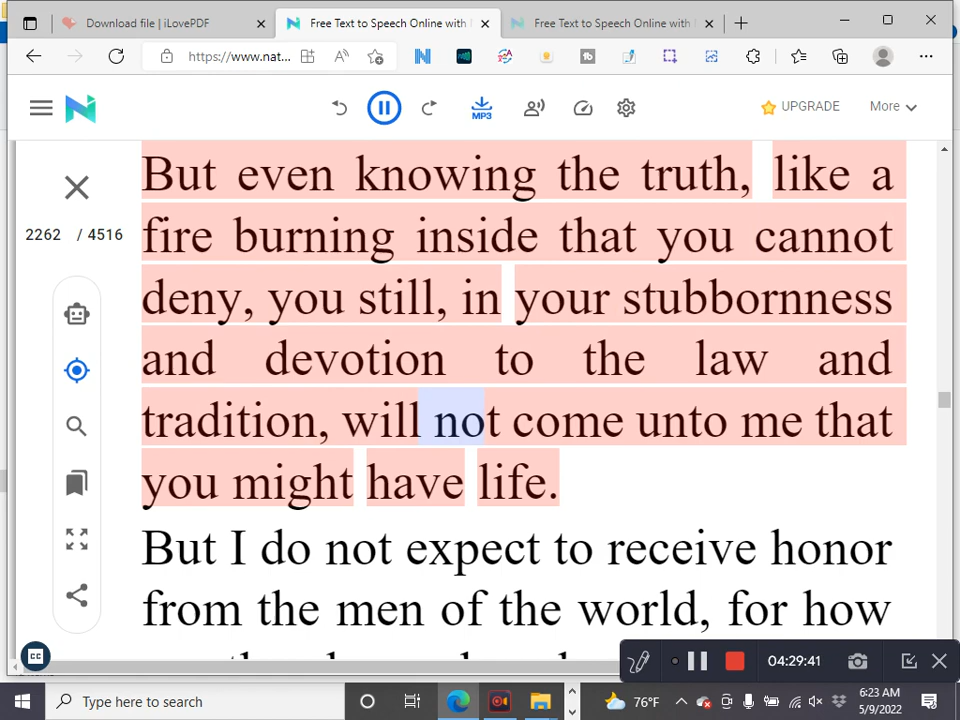 Download file | iLovePDF
Free Text to Speech Online with
Free Text to Speech Online with
https://www.nat...
MP3
UPGRADE
More
2262 / 4516
But even knowing the truth, like a
fire burning inside that you cannot
deny, you still, in your stubbornness
and devotion to the law and
tradition, will not come unto me that
you might have life.
But I do not expect to receive honor
from the men of the world, for how
CC
04:29:41
Type here to search
76°F
6:23 AM
5/9/2022